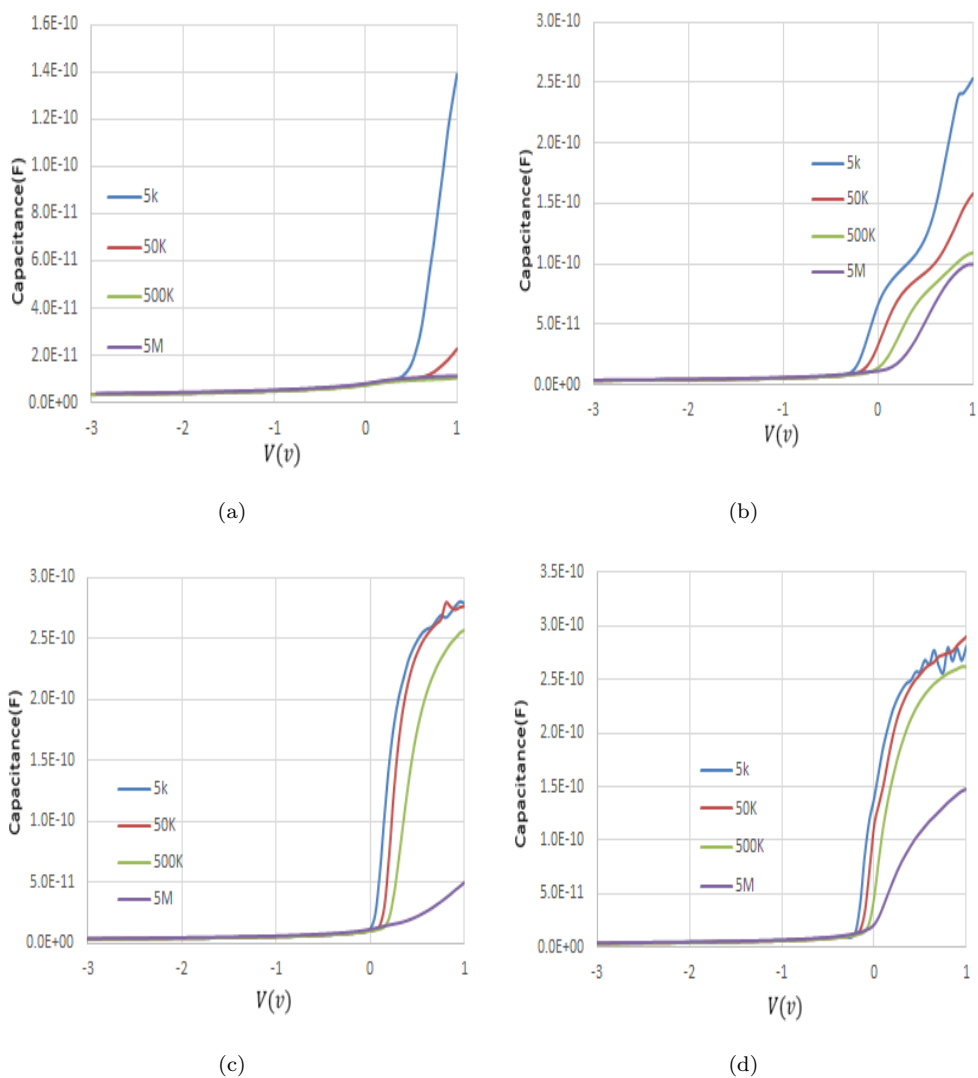 1.6E-10
1.4E-10
1.2E-10
1.0E-10
8.0E-11
6.0E-11
4.0E-11
2.0E-11
0.0E+00
Capacitance(F)
5k
50K
500K
5M
-3 -2 -1 0 1
V(v)
(a)
3.0E-10
2.5E-10
2.0E-10
1.5E-10
1.0E-10
5.0E-11
0.0E+00
Capacitance(F)
5k
50K
500K
5M
-3 -2 -1 0 1
V(v)
(b)
3.0E-10
2.5E-10
2.0E-10
1.5E-10
1.0E-10
5.0E-11
0.0E+00
Capacitance(F)
5k
50K
500K
5M
-3 -2 -1 0 1
V(v)
(c)
3.5E-10
3.0E-10
2.5E-10
2.0E-10
1.5E-10
1.0E-10
5.0E-11
0.0E+00
Capacitance(F)
5k
50K
500K
5M
-3 -2 -1 0 1
V(v)
(d)